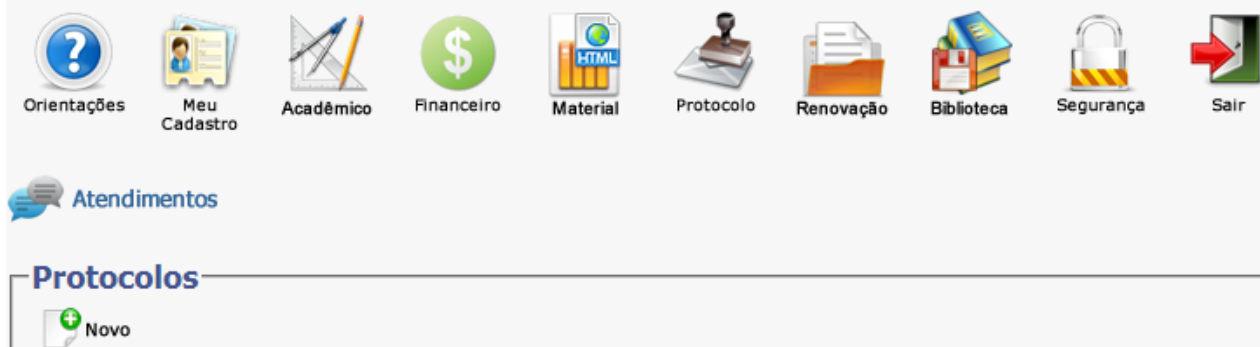 Orientações
Meu
Cadastro
Acadêmico
Financeiro
HTML
Material
Protocolo
Renovação
Biblioteca
Segurança
Sair
Atendimentos
Protocolos
Novo